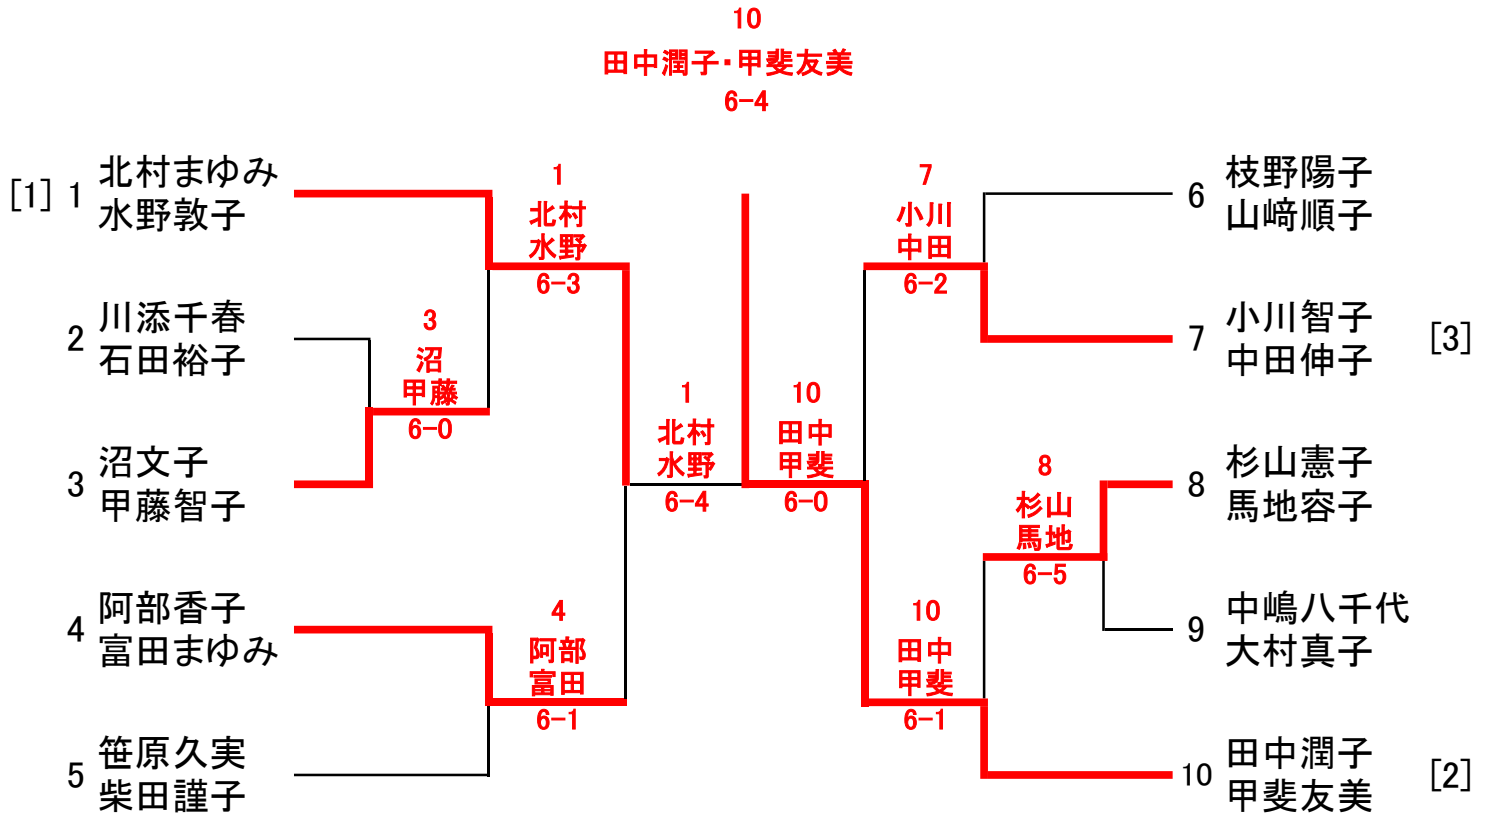 10
田中潤子・甲斐友美
6-4
[1] 1 北村まゆみ
水野敦子
2 川添千春
石田裕子
3 沼文子
甲藤智子
4 阿部香子
富田まゆみ
5 笹原久実
柴田謹子
3
沼
甲藤
6-0
1
北村
水野
6-3
4
阿部
富田
6-1
1
北村
水野
6-4
10
田中
甲斐
6-0
7
小川
中田
6-2
10
田中
甲斐
6-1
8
杉山
馬地
6-5
6 枝野陽子
山﨑順子
7 小川智子 [3]
中田伸子
8 杉山憲子
馬地容子
9 中嶋八千代
大村真子
10 田中潤子 [2]
甲斐友美